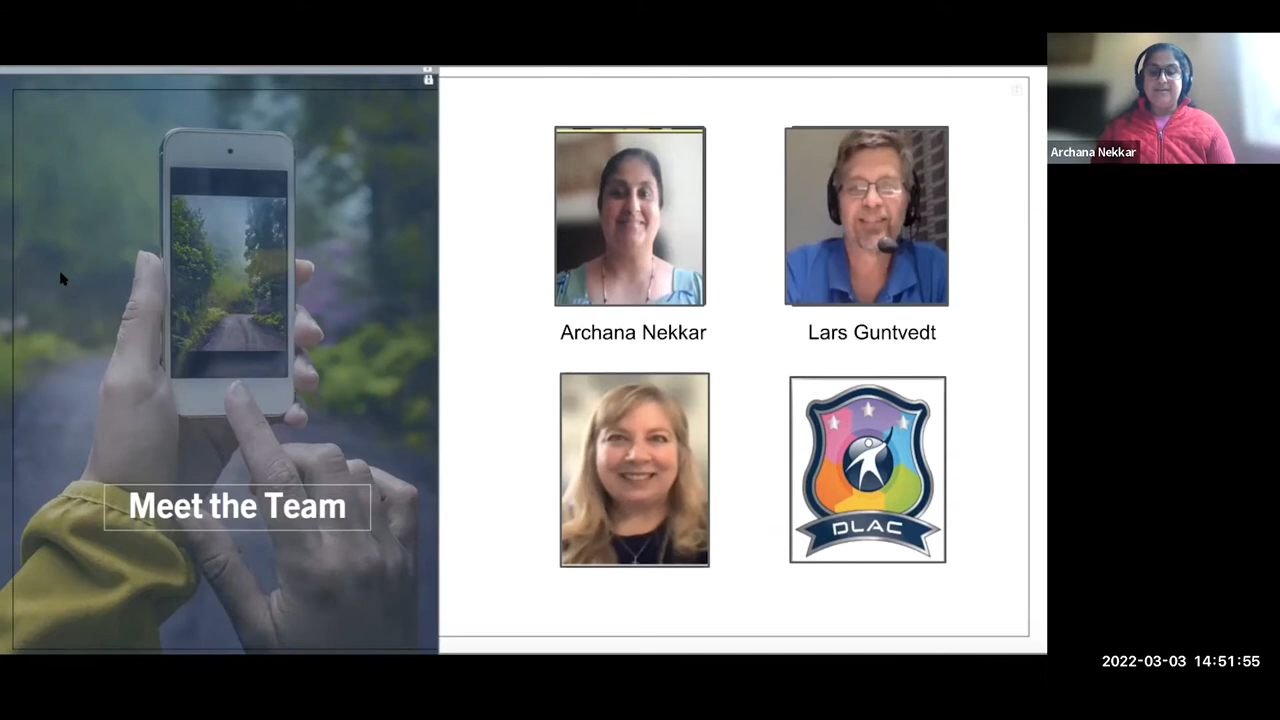 Meet the Team
Archana Nekkar
Lars Guntvedt
DLAC
Archana Nekkar
2022-03-03 14:51:55